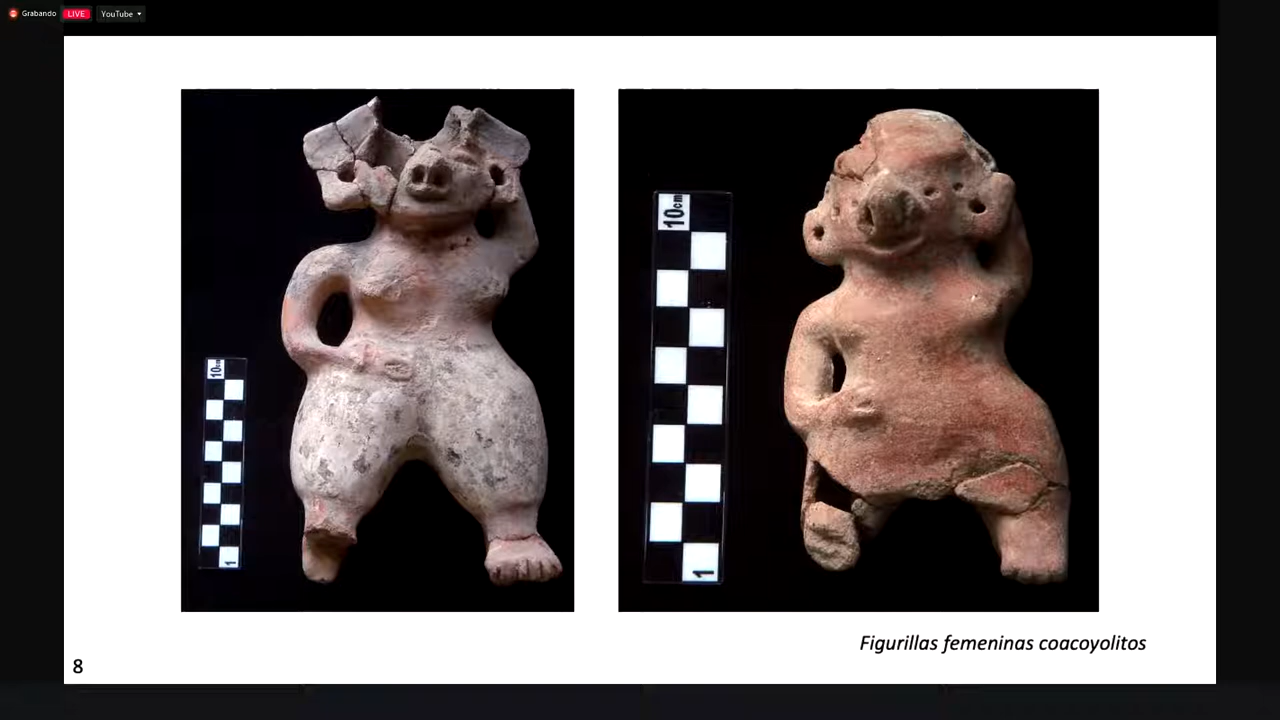 Grabando LIVE YouTube
10cm
1
10cm
1
Figurillas femeninas coacoyolitos
8